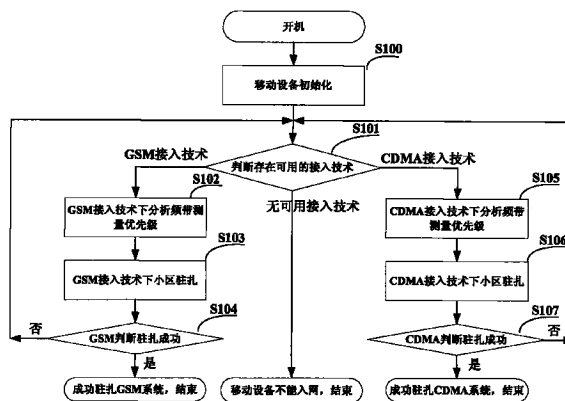 开机
S100
移动设备初始化
S101
GSM接入技术
判断存在可用的接入技术
CDMA接入技术
S102
GSM接入技术下分析频带测
量优先级
无可用接入技术
S105
CDMA接入技术下分析频带
测量优先级
S103
GSM接入技术下小区驻扎
S106
CDMA接入技术下小区驻扎
S104
否
GSM判断驻扎成功
是
S107
CDMA判断驻扎成功
否
是
成功驻扎GSM系统，结束
移动设备不能入网，结束
成功驻扎CDMA系统，结束